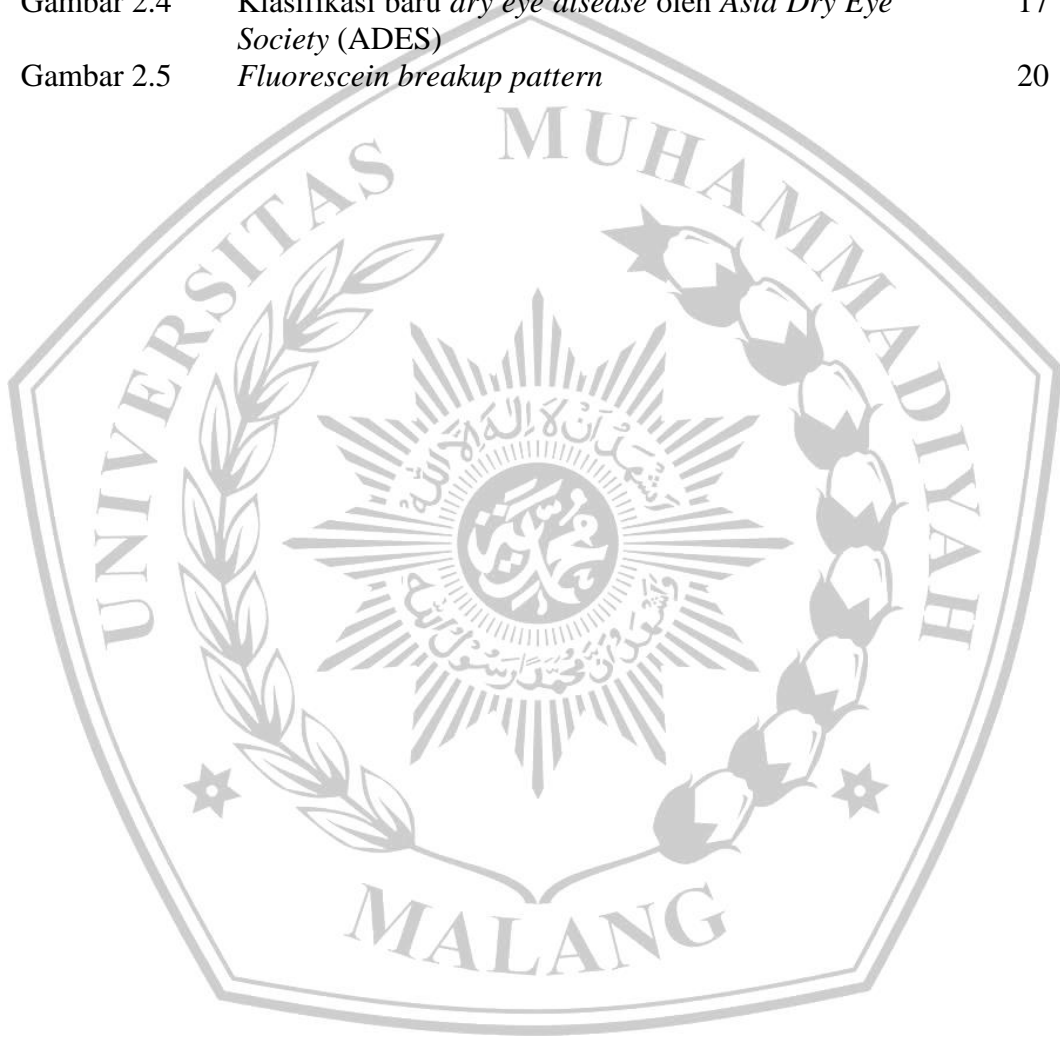 Gambar 2.4 Klasifikasi baru dry eye disease oleh Asia Dry Eye 17
Society (ADES)
Gambar 2.5 Fluorescein breakup pattern 20
UNIVERSITAS MUHAMMADIYAH
MALANG